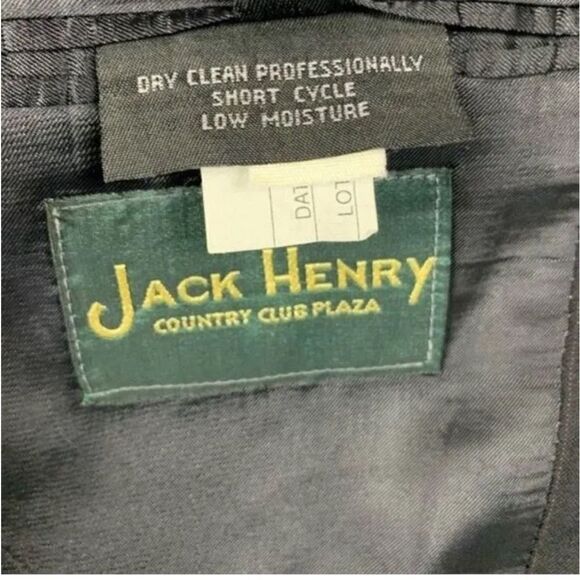 DRY CLEAN PROFESSIONALLY
SHORT CYCLE
LOW MOISTURE
DAT
LOT
JACK HENRY
COUNTRY CLUB PLAZA